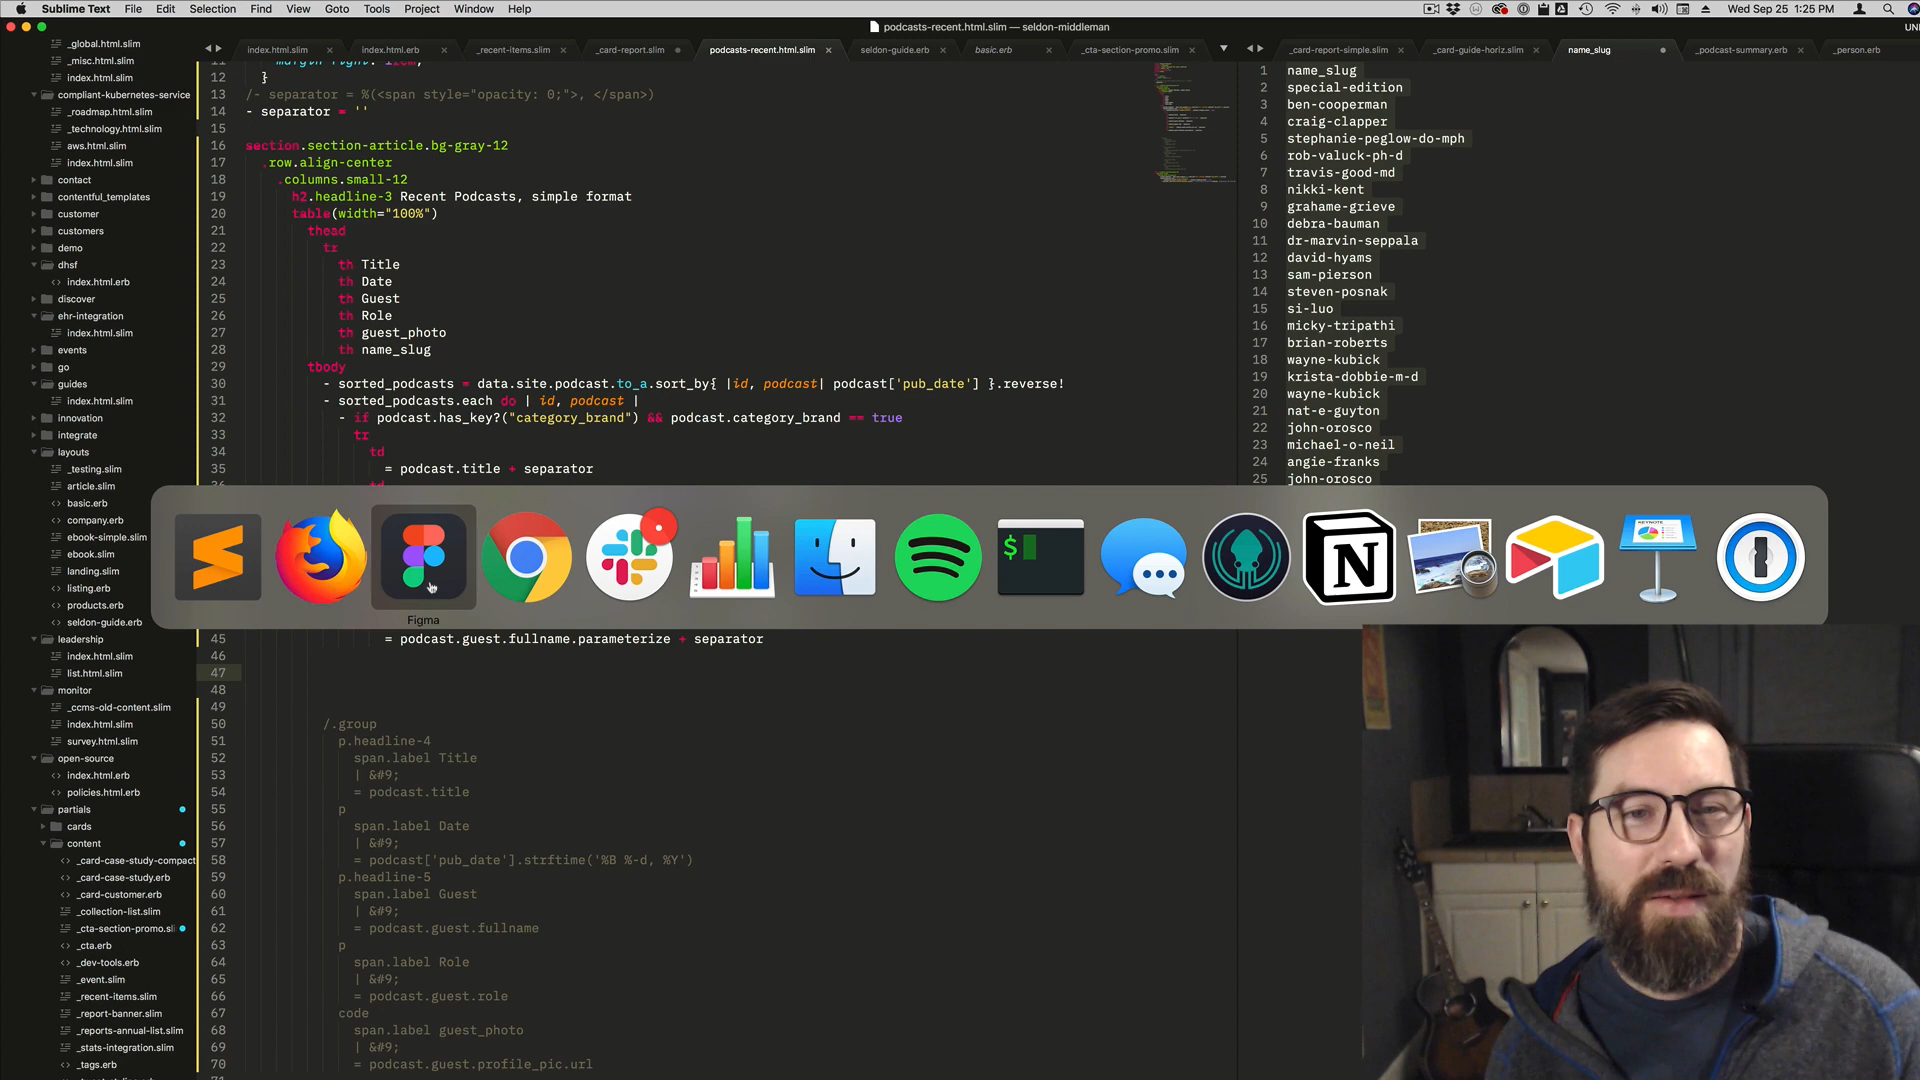 Sublime Text File Edit Selection Find View Goto Tools Project Window Help Wed Sep 25 1:25 PM
podcasts-recent.html.slim — seldon-middleman
index.html.slim index.html.erb _recent-items.slim _card-report.slim podcasts-recent.html.slim seldon-guide.erb basic.erb _cta-section-promo.slim
_card-report-simple.slim _card-guide-horiz.slim name_slug _podcast-summary.erb _person.erb
_global.html.slim
_misc.html.slim
index.html.slim
compliant-kubernetes-service
_roadmap.html.slim
_technology.html.slim
aws.html.slim
index.html.slim
contact
contentful_templates
customer
customers
demo
dhsf
index.html.erb
discover
ehr-integration
index.html.slim
events
go
guides
index.html.slim
innovation
integrate
layouts
_testing.slim
article.slim
basic.erb
company.erb
ebook-simple.slim
ebook.slim
landing.slim
listing.erb
products.erb
seldon-guide.erb
leadership
index.html.slim
list.html.slim
monitor
_ccms-old-content.slim
index.html.slim
survey.html.slim
open-source
index.html.erb
policies.html.erb
partials
cards
content
_card-case-study-compact
_card-case-study.erb
_card-customer.erb
_collection-list.slim
_cta-section-promo.sli
_cta.erb
_dev-tools.erb
_event.slim
_recent-items.slim
_report-banner.slim
_reports-annual-list.slim
_stats-integration.slim
_tags.erb
12 }
13 /- separator = %(<span style="opacity: 0;">, </span>)
14 - separator = ''
15
16 section.section-article.bg-gray-12
17 .row.align-center
18 .columns.small-12
19 h2.headline-3 Recent Podcasts, simple format
20 table(width="100%")
21 thead
22 tr
23 th Title
24 th Date
25 th Guest
26 th Role
27 th guest_photo
28 th name_slug
29 tbody
30 - sorted_podcasts = data.site.podcast.to_a.sort_by{ |id, podcast| podcast['pub_date'] }.reverse!
31 - sorted_podcasts.each do | id, podcast |
32 - if podcast.has_key?("category_brand") && podcast.category_brand == true
33 tr
34 td
35 = podcast.title + separator
Figma
45 = podcast.guest.fullname.parameterize + separator
46
47
48
49
50 /.group
51 p.headline-4
52 span.label Title
53 | &#9;
54 = podcast.title
55 p
56 span.label Date
57 | &#9;
58 = podcast['pub_date'].strftime('%B %-d, %Y')
59 p.headline-5
60 span.label Guest
61 | &#9;
62 = podcast.guest.fullname
63 p
64 span.label Role
65 | &#9;
66 = podcast.guest.role
67 code
68 span.label guest_photo
69 | &#9;
70 = podcast.guest.profile_pic.url
1 name_slug
2 special-edition
3 ben-cooperman
4 craig-clapper
5 stephanie-peglow-do-mph
6 rob-valuck-ph-d
7 travis-good-md
8 nikki-kent
9 grahame-grieve
10 debra-bauman
11 dr-marvin-seppala
12 david-hyams
13 sam-pierson
14 steven-posnak
15 si-luo
16 micky-tripathi
17 brian-roberts
18 wayne-kubick
19 krista-dobbie-m-d
20 wayne-kubick
21 nat-e-guyton
22 john-orosco
23 michael-o-neil
24 angie-franks
25 john-orosco